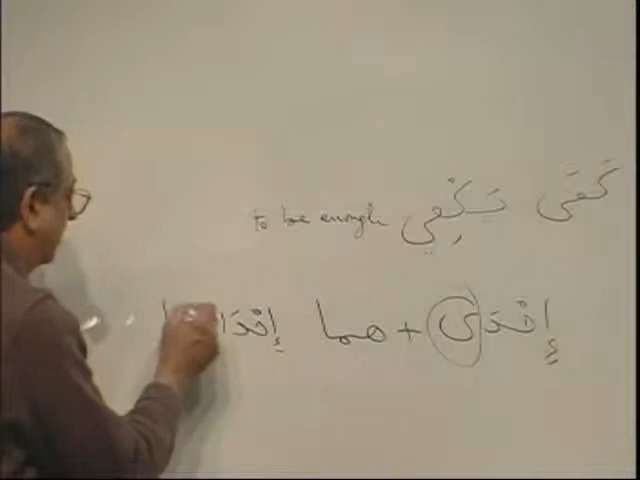 كَفَى يَكْفِي to be enough
إِحْدَى + هما إِحْدَا